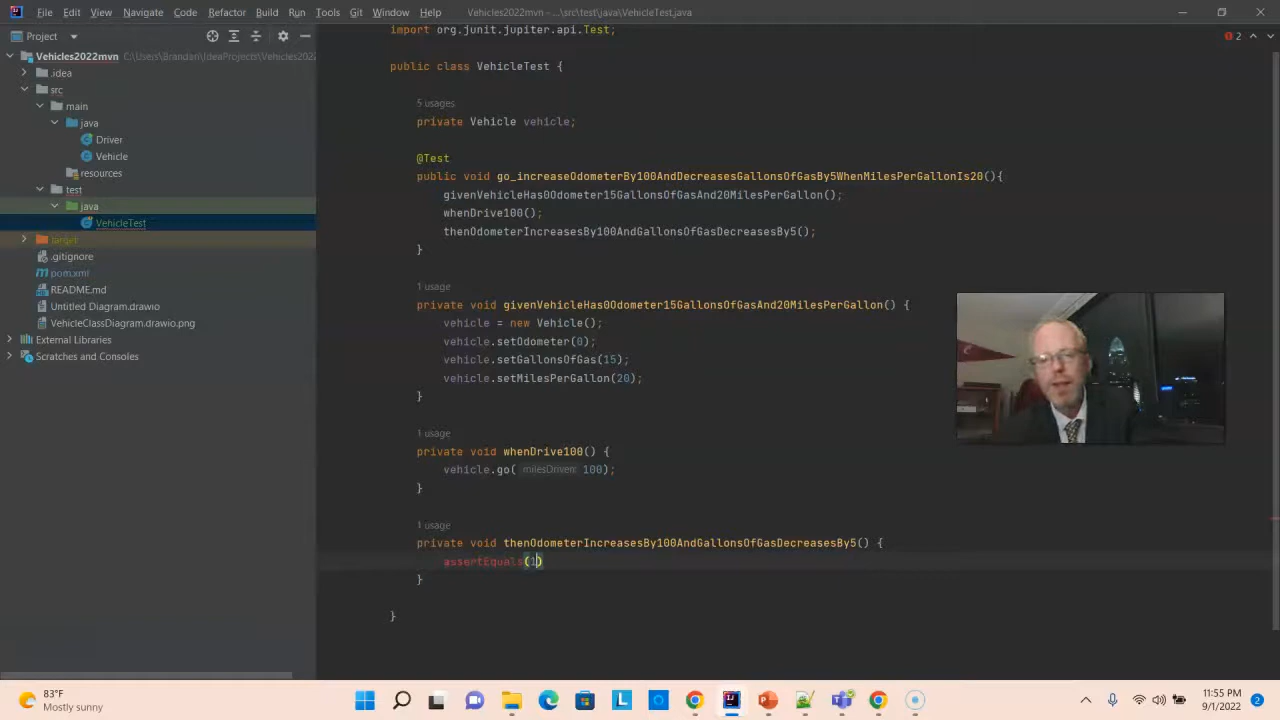 File Edit View Navigate Code Refactor Build Run Tools Git Window Help Vehicles2022mvn - ...\src\test\java\VehicleTest.java
Project
Vehicles2022mvn C:\Users\Brandan\IdeaProjects\Vehicles2022
.idea
src
main
java
Driver
Vehicle
resources
test
java
VehicleTest
target
.gitignore
pom.xml
README.md
Untitled Diagram.drawio
VehicleClassDiagram.drawio.png
External Libraries
Scratches and Consoles
import org.junit.jupiter.api.Test;
2
public class VehicleTest {
5 usages
private Vehicle vehicle;
@Test
public void go_increaseOdometerBy100AndDecreasesGallonsOfGasBy5WhenMilesPerGallonIs20(){
givenVehicleHas0Odometer15GallonsOfGasAnd20MilesPerGallon();
whenDrive100();
thenOdometerIncreasesBy100AndGallonsOfGasDecreasesBy5();
}
1 usage
private void givenVehicleHas0Odometer15GallonsOfGasAnd20MilesPerGallon() {
vehicle = new Vehicle();
vehicle.setOdometer(0);
vehicle.setGallonsOfGas(15);
vehicle.setMilesPerGallon(20);
}
1 usage
private void whenDrive100() {
vehicle.go( milesDriven: 100);
}
1 usage
private void thenOdometerIncreasesBy100AndGallonsOfGasDecreasesBy5() {
assertEquals(1)
}
}
83°F
Mostly sunny
11:55 PM
9/1/2022
2